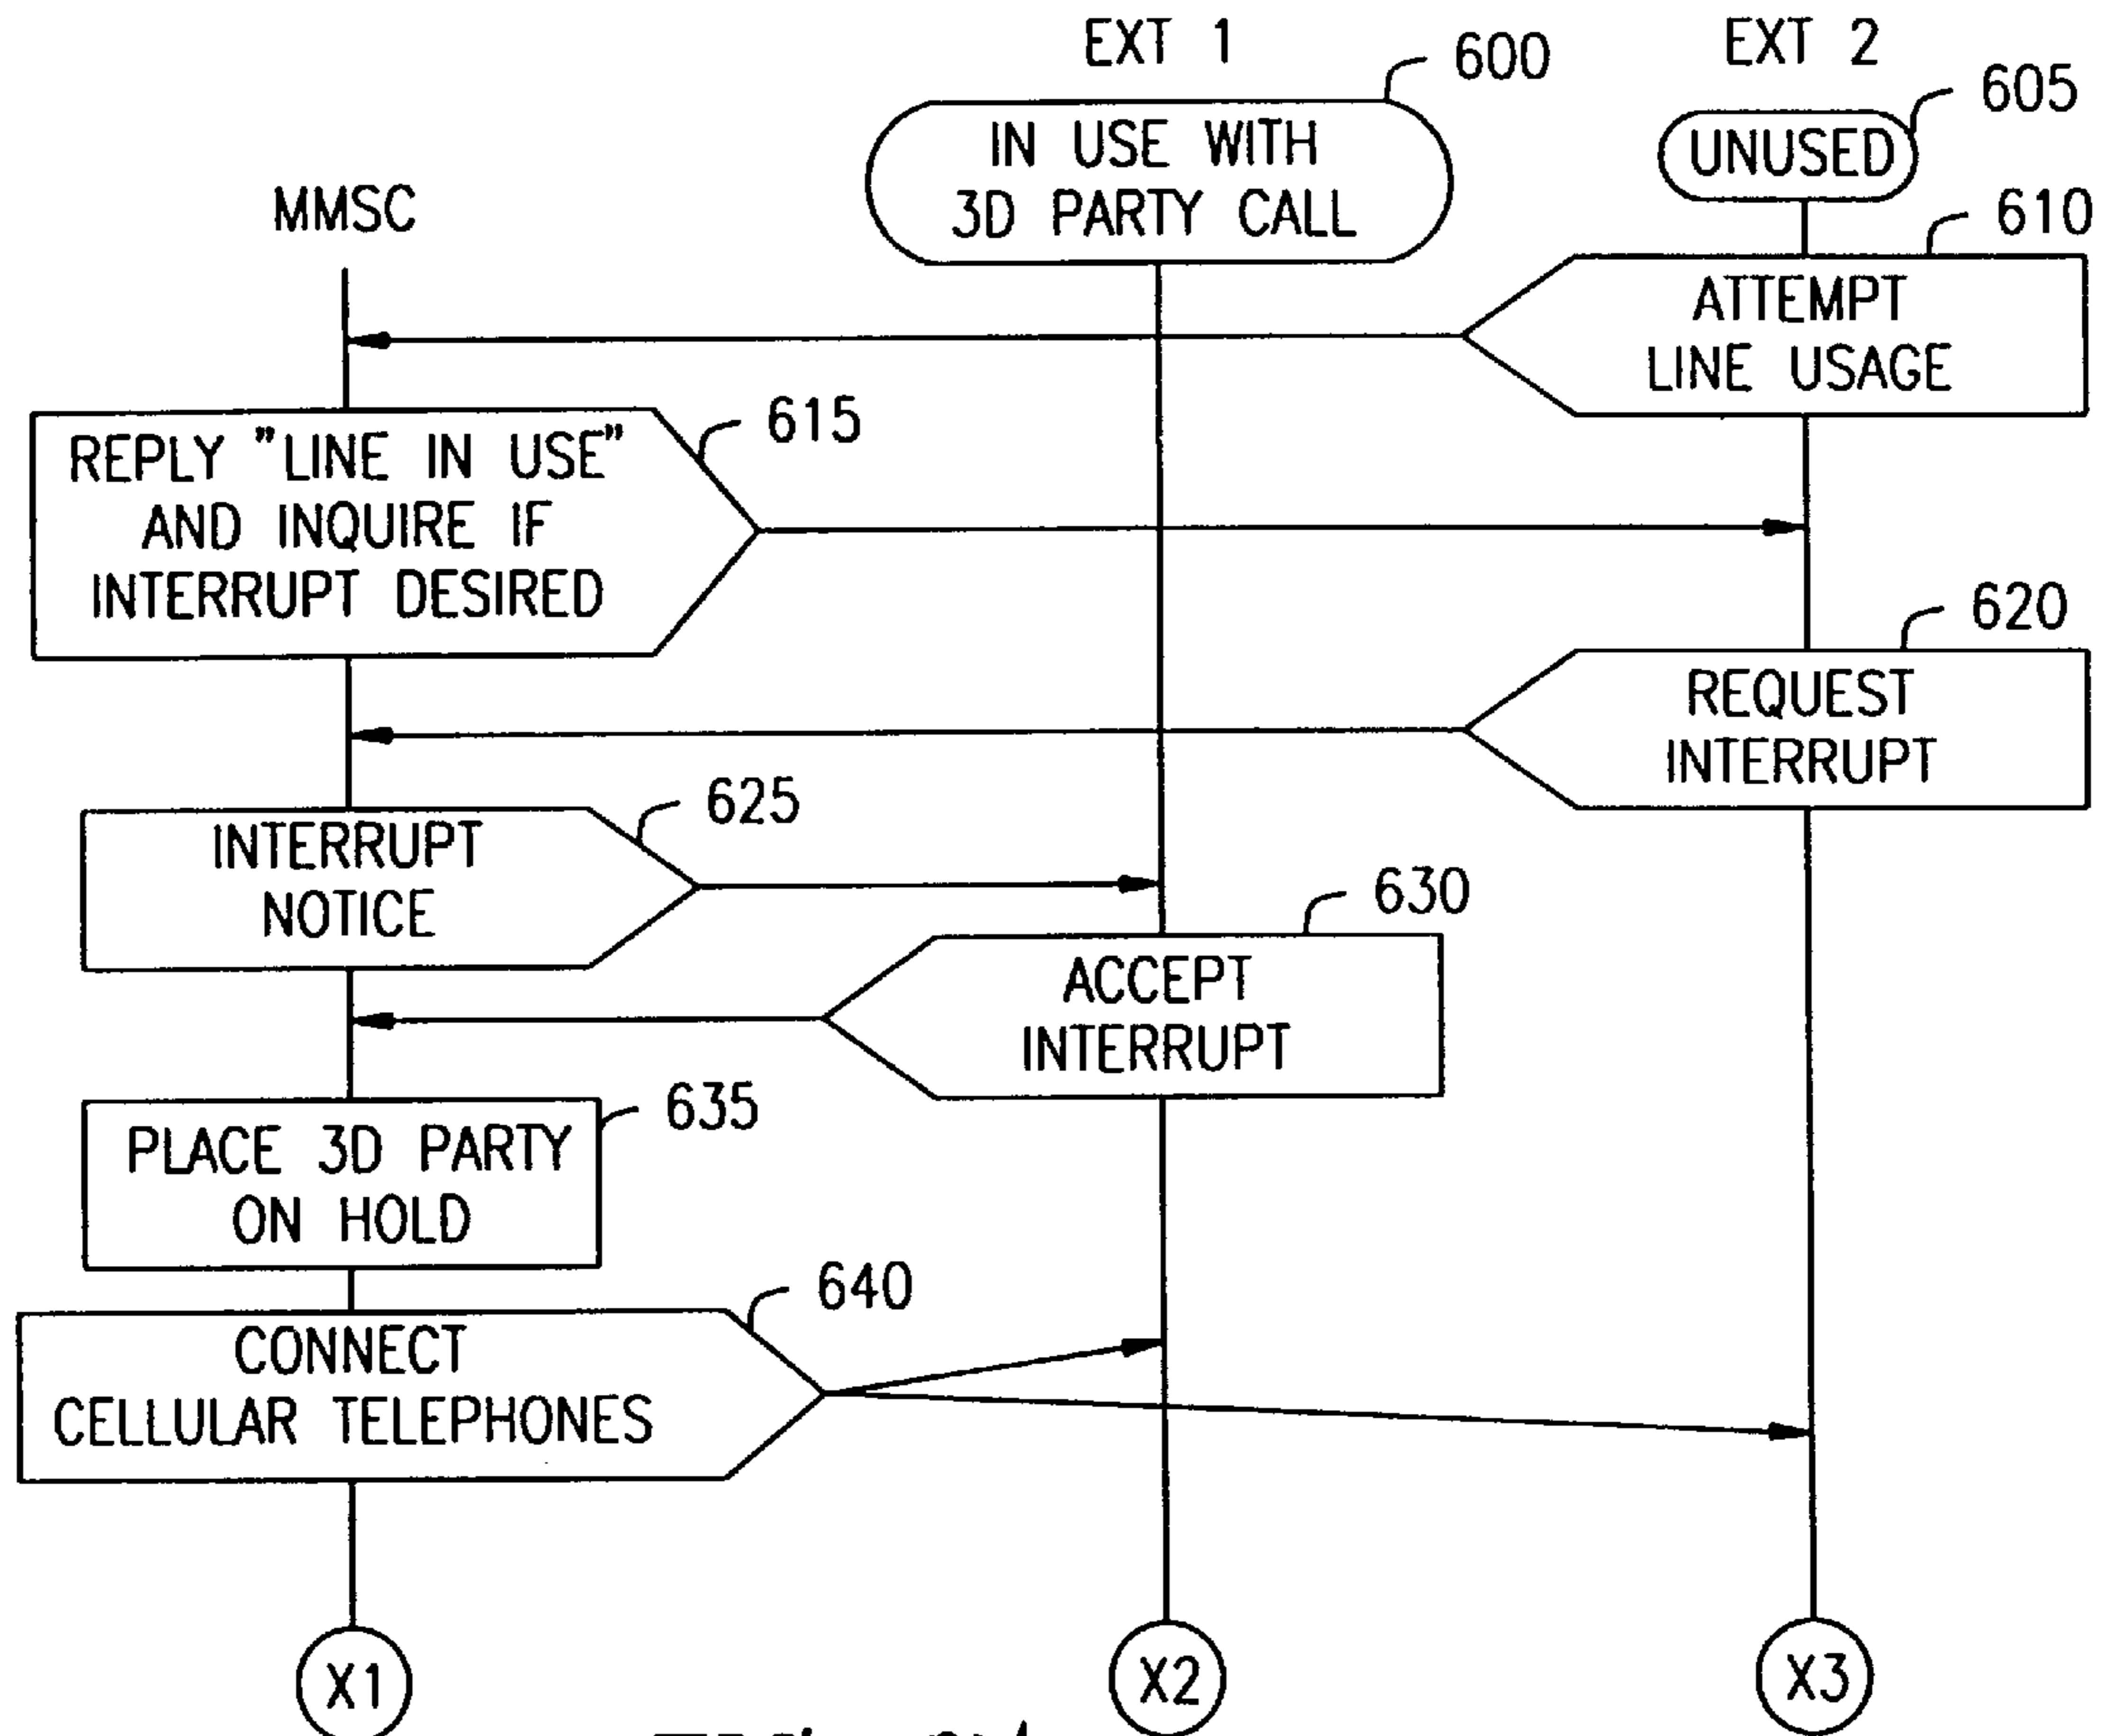 EXT 1
EXT 2
600
605
IN USE WITH
3D PARTY CALL
UNUSED
MMSC
610
ATTEMPT
LINE USAGE
615
REPLY "LINE IN USE"
AND INQUIRE IF
INTERRUPT DESIRED
620
REQUEST
INTERRUPT
625
INTERRUPT
NOTICE
630
ACCEPT
INTERRUPT
635
PLACE 3D PARTY
ON HOLD
640
CONNECT
CELLULAR TELEPHONES
X1
X2
X3